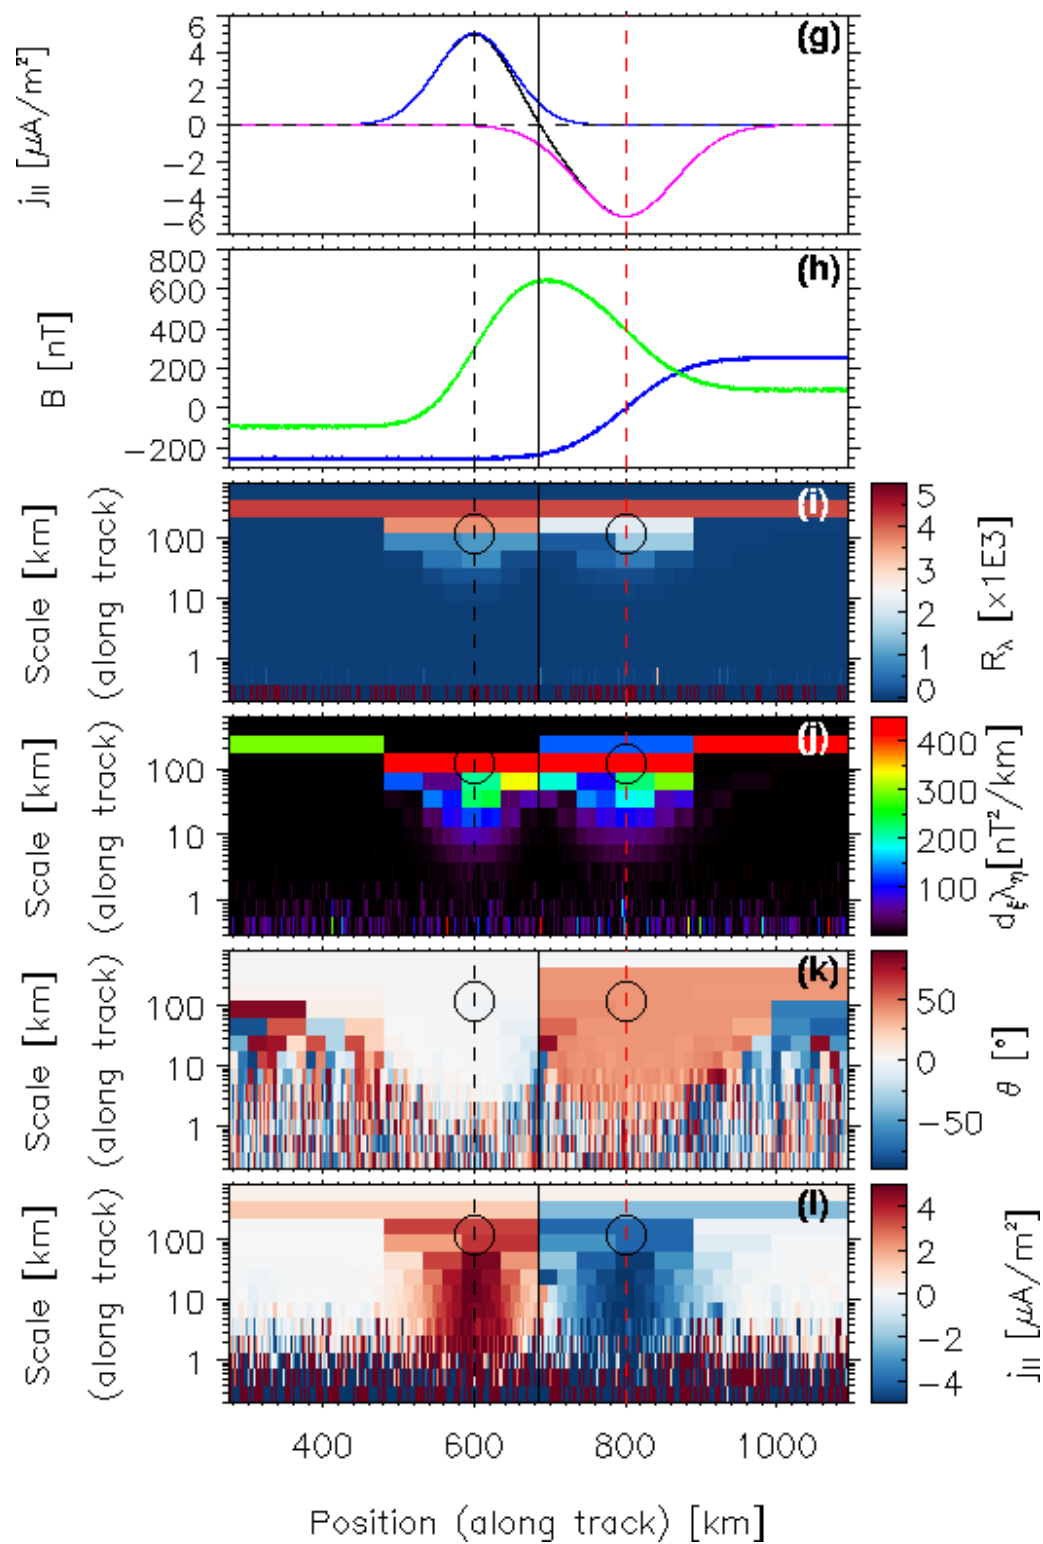 (g)
j|| [μA/m²]
6
4
2
0
−2
−4
−6
(h)
B [nT]
800
600
400
200
0
−200
(i)
Scale [km]
(along track)
100
10
1
5
4
3
2
1
0
Rλ [x1E3]
(j)
Scale [km]
(along track)
100
10
1
400
300
200
100
dξλη[nT²/km]
(k)
Scale [km]
(along track)
100
10
1
50
0
−50
θ [°]
(l)
Scale [km]
(along track)
100
10
1
4
2
0
−2
−4
j|| [μA/m²]
400 600 800 1000
Position (along track) [km]